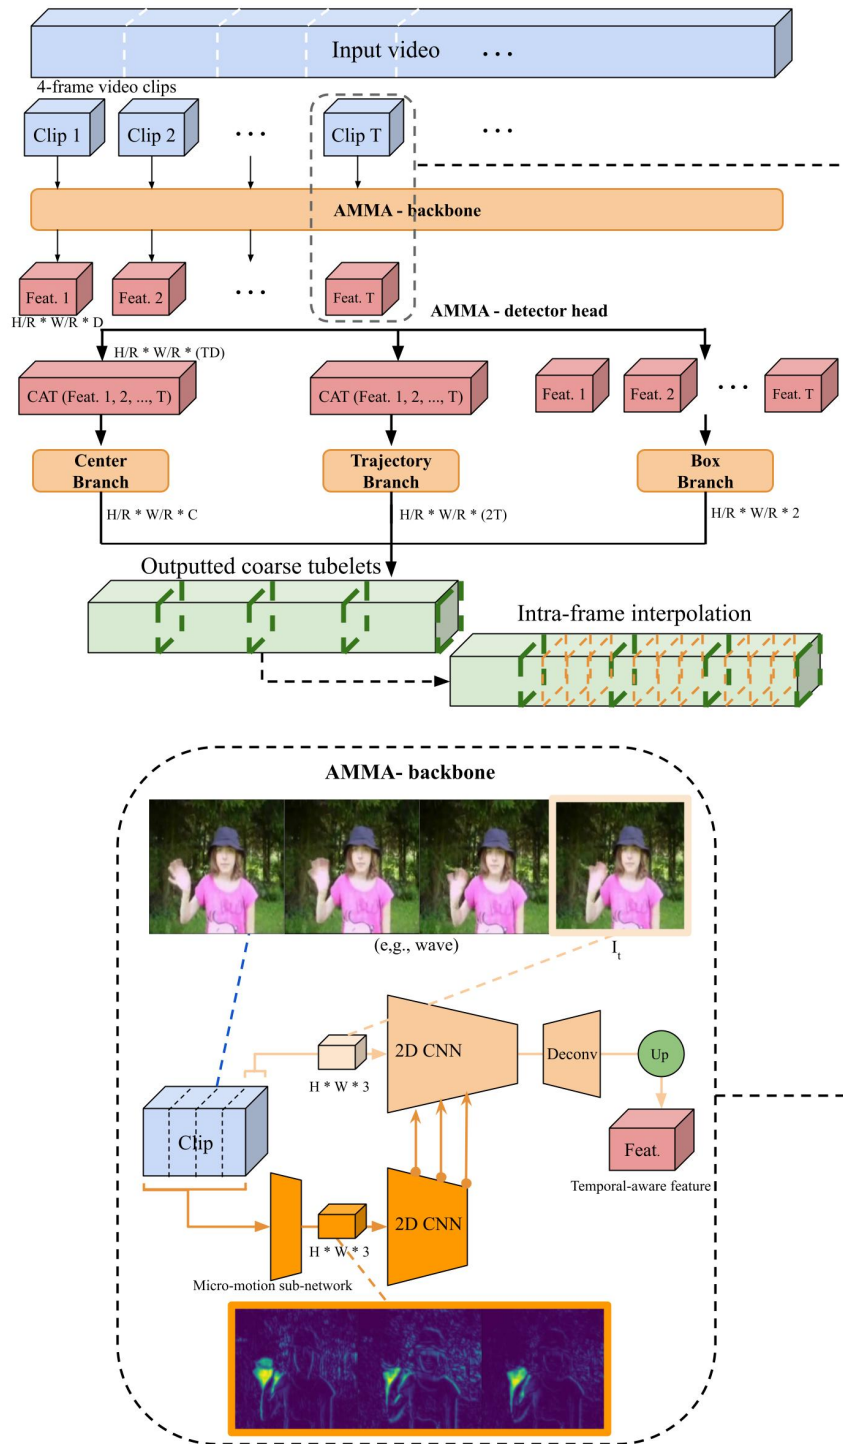 Input video ...
4-frame video clips
Clip 1 Clip 2 ... Clip T ...
AMMA - backbone
Feat. 1 Feat. 2 ... Feat. T
H/R * W/R * D
AMMA - detector head
H/R * W/R * (TD)
CAT (Feat. 1, 2, ..., T) CAT (Feat. 1, 2, ..., T) Feat. 1 Feat. 2 ... Feat. T
Center
Branch
Trajectory
Branch
Box
Branch
H/R * W/R * C H/R * W/R * (2T) H/R * W/R * 2
Outputted coarse tubelets
Intra-frame interpolation
AMMA- backbone
(e,g., wave) I_t
2D CNN Deconv Up
H * W * 3
Clip Feat.
Temporal-aware feature
2D CNN
H * W * 3
Micro-motion sub-network